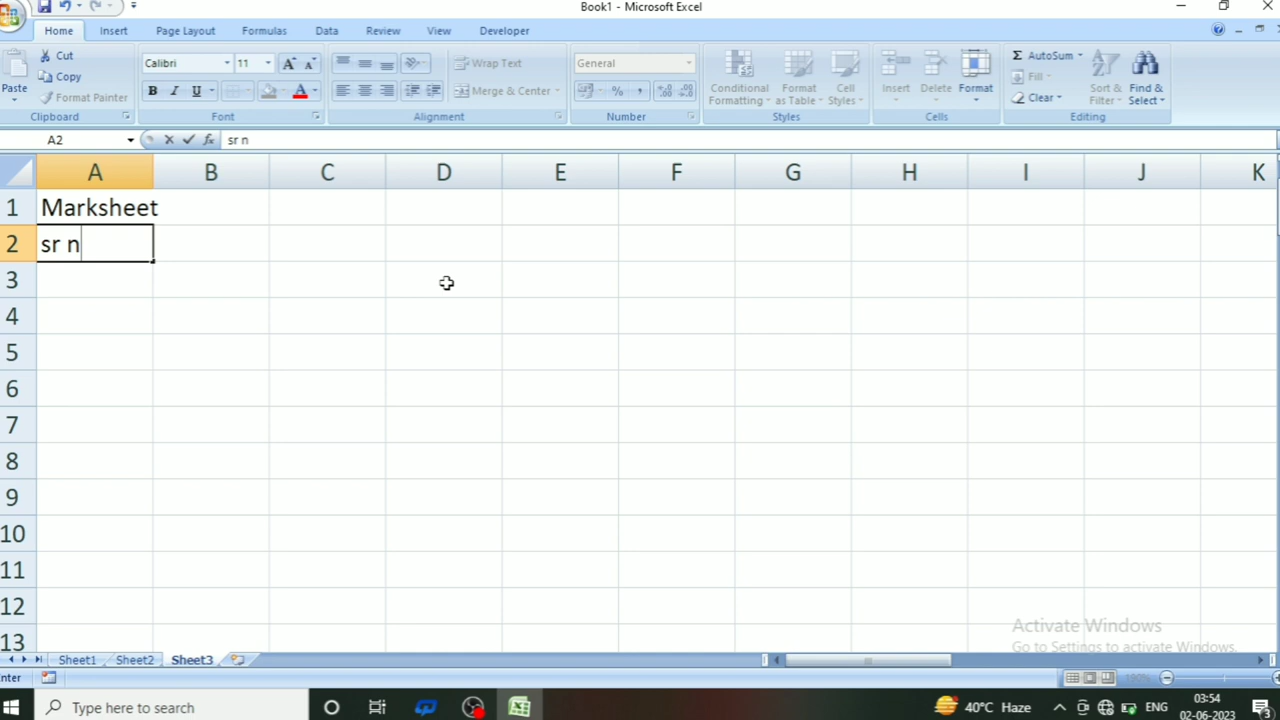 Book1 - Microsoft Excel
Home Insert Page Layout Formulas Data Review View Developer
Paste
Cut
Copy
Format Painter
Clipboard
Calibri 11
B I U
Font
Wrap Text
Merge & Center
Alignment
General
Number
Conditional Formatting
Format as Table
Cell Styles
Styles
Insert Delete Format
Cells
Σ AutoSum
Fill
Clear
Sort & Filter
Find & Select
Editing
A2 fx sr n
A B C D E F G H I J K
1 Marksheet
2 sr n
3
4
5
6
7
8
9
10
11
12
13
Activate Windows
Go to Settings to activate Windows.
Sheet1 Sheet2 Sheet3
nter 190%
Type here to search
40°C Haze
ENG
03:54
02-06-2023
3